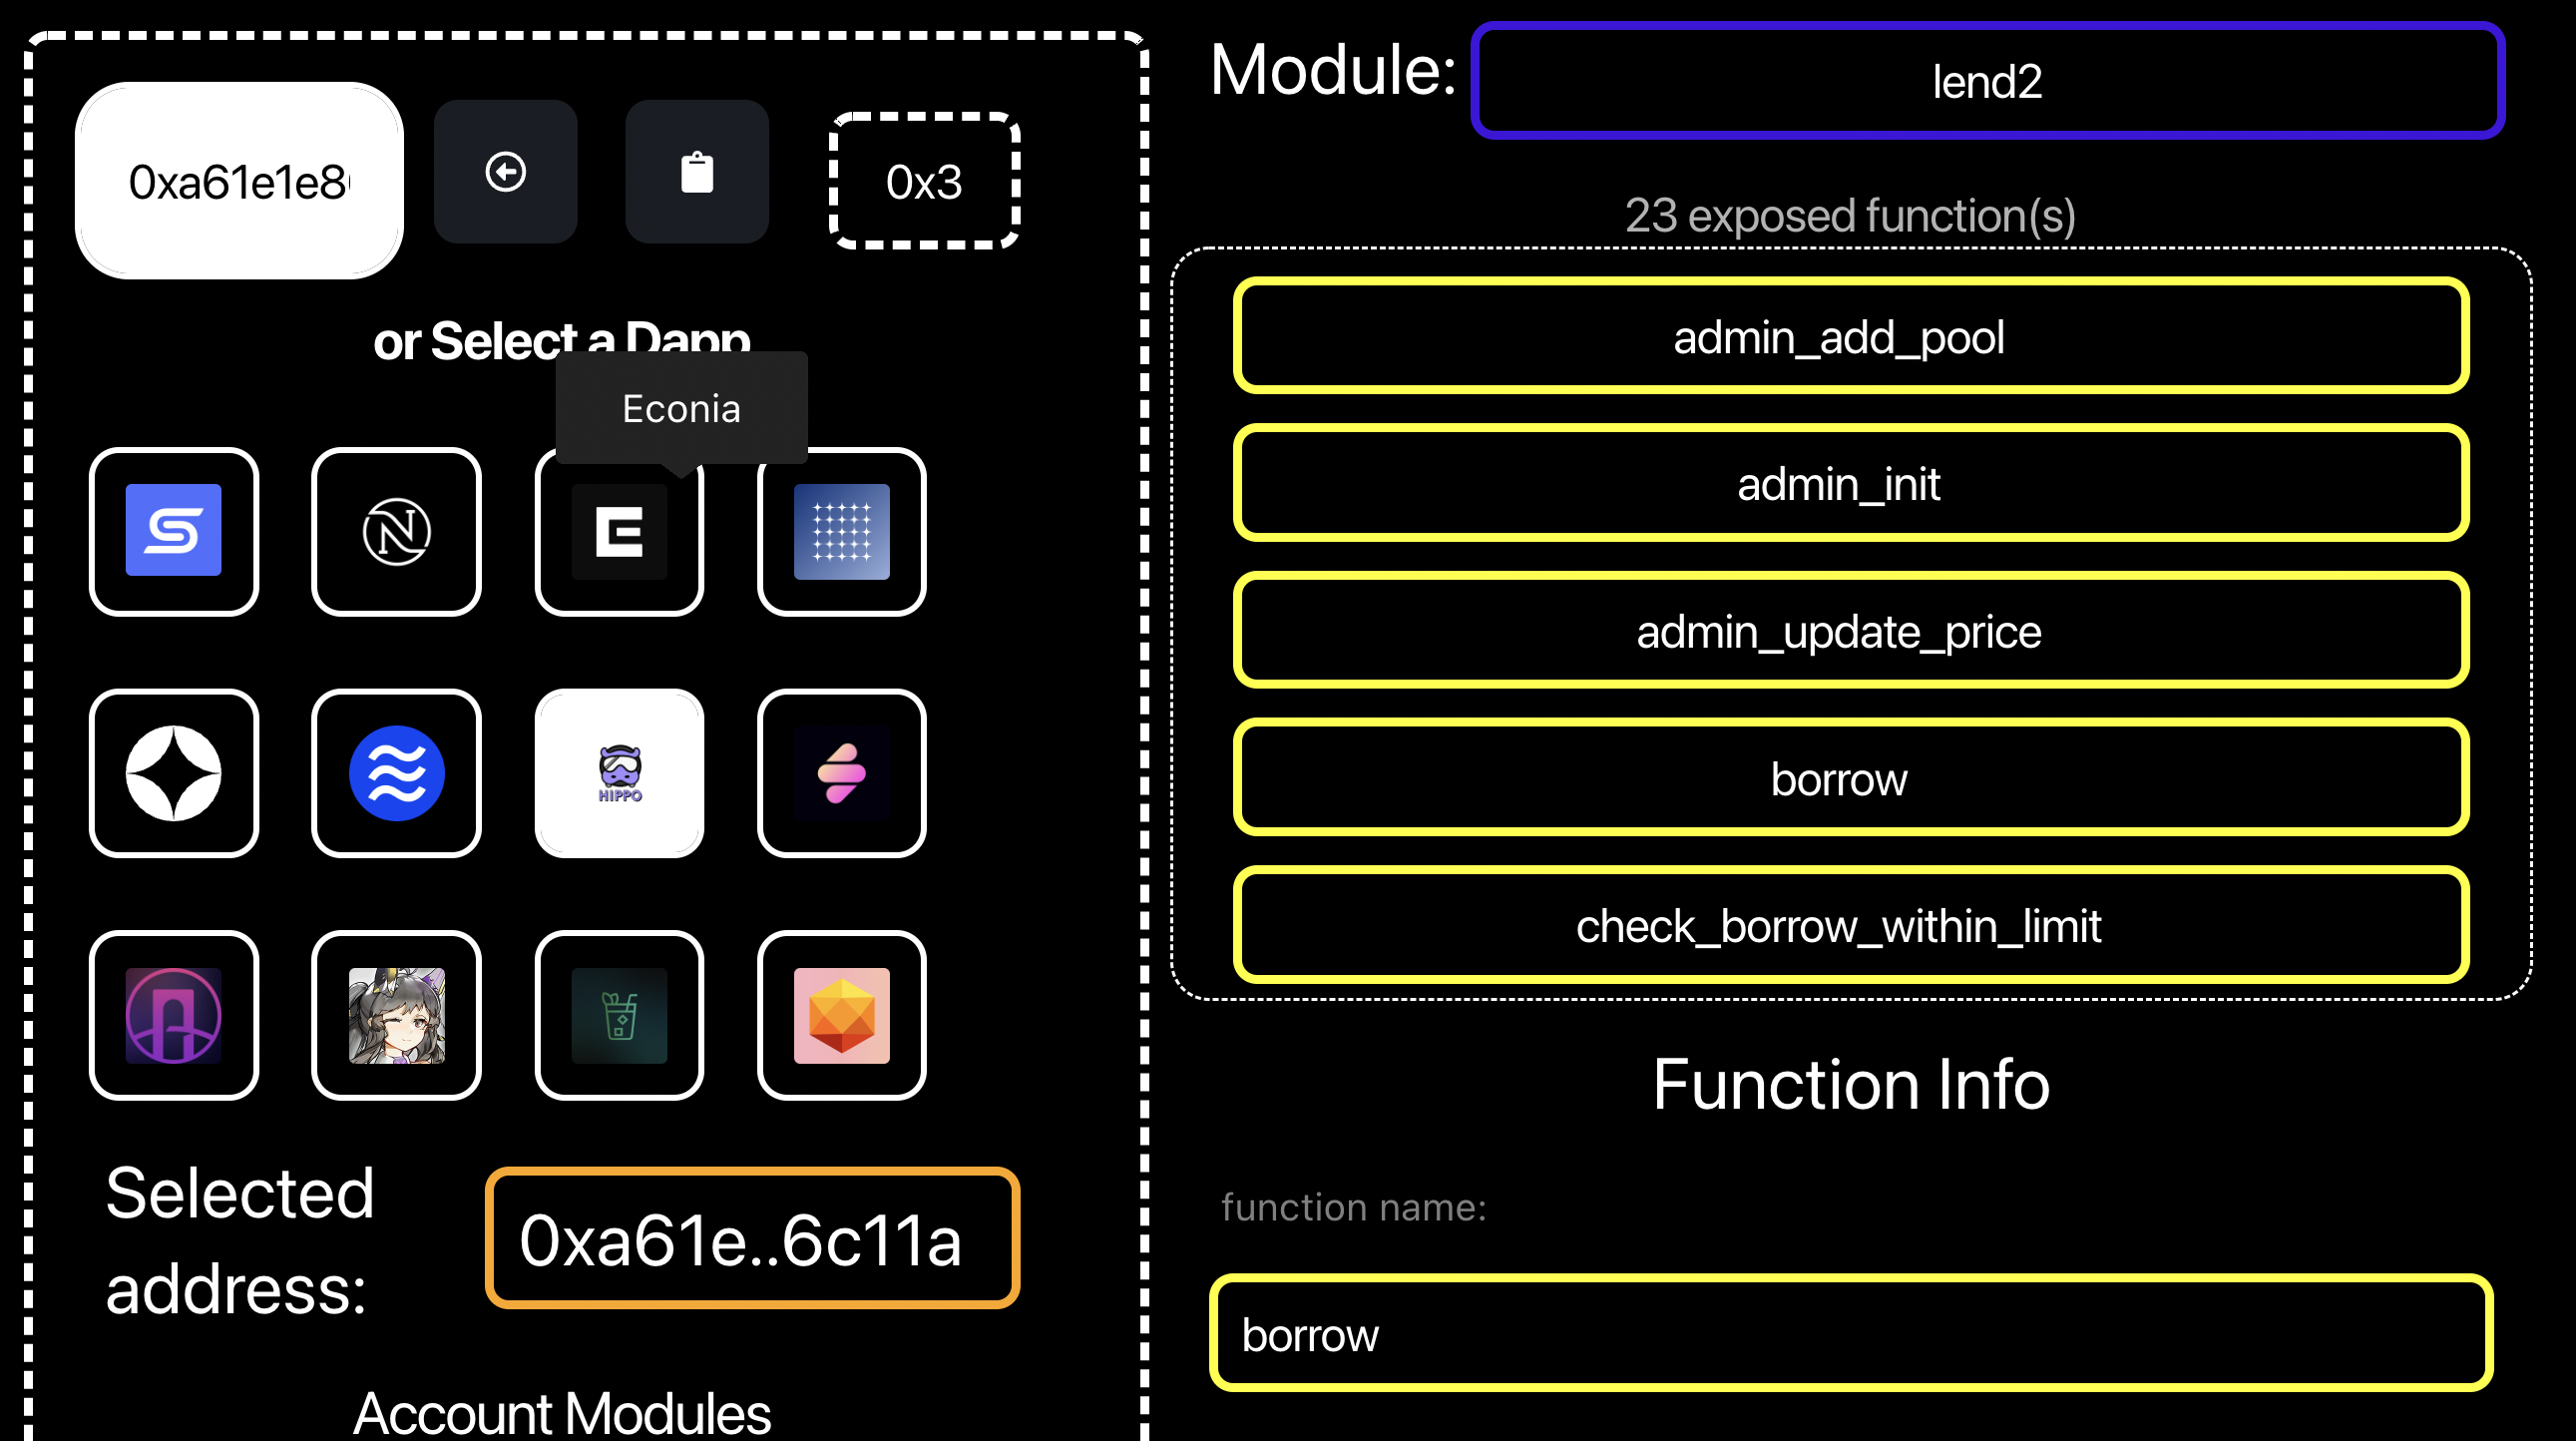 0xa61e1e8
0x3
or Select a Dapp
Econia
HIPPO
Selected
address:
0xa61e..6c11a
Account Modules
Module:
lend2
23 exposed function(s)
admin_add_pool
admin_init
admin_update_price
borrow
check_borrow_within_limit
Function Info
function name:
borrow